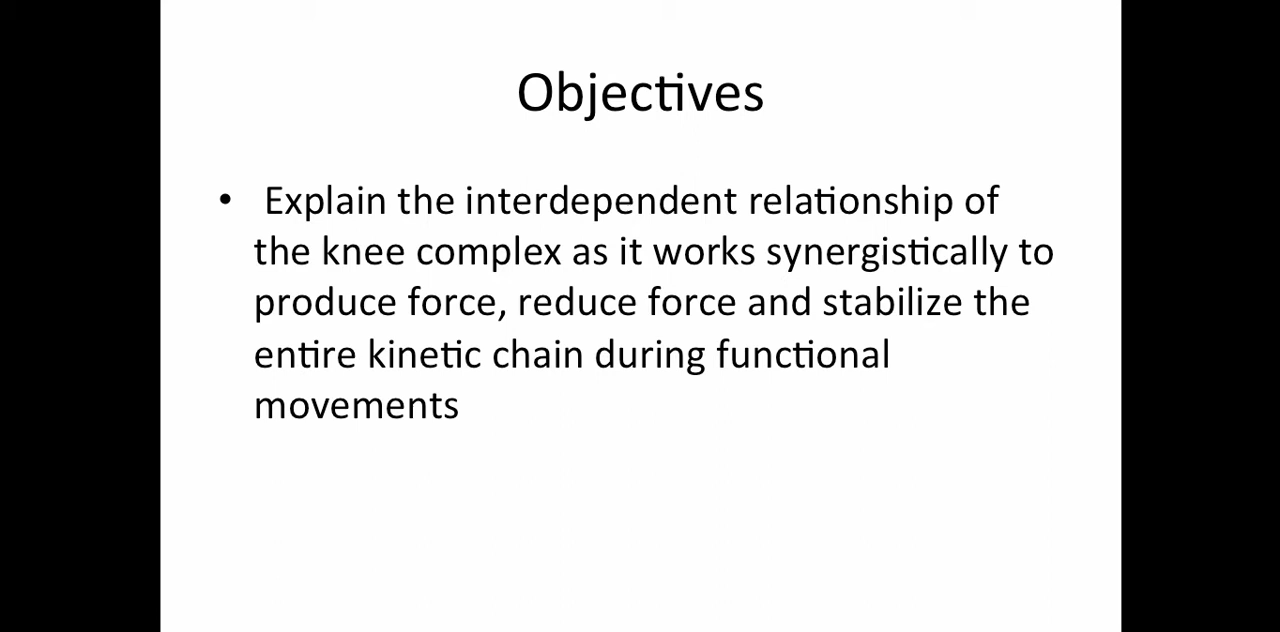 Objectives
• Explain the interdependent relationship of
the knee complex as it works synergistically to
produce force, reduce force and stabilize the
entire kinetic chain during functional
movements